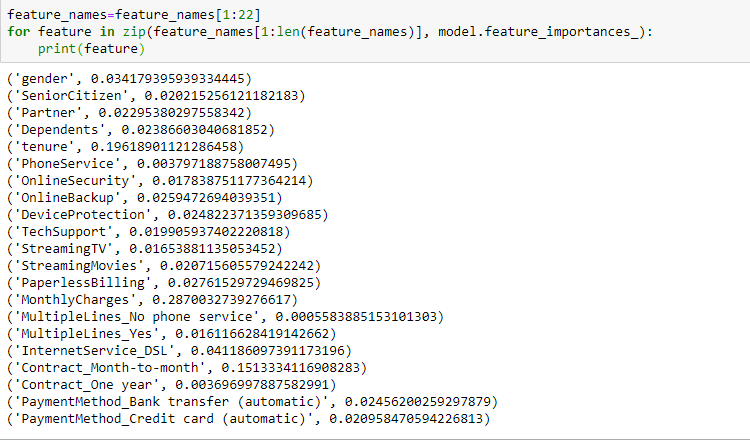 feature_names=feature_names[1:22]
for feature in zip(feature_names[1:len(feature_names)], model.feature_importances_):
    print(feature)
('gender', 0.034179395939334445)
('SeniorCitizen', 0.020215256121182183)
('Partner', 0.02295380297558342)
('Dependents', 0.02386603040681852)
('tenure', 0.19618901121286458)
('PhoneService', 0.003797188758007495)
('OnlineSecurity', 0.017838751177364214)
('OnlineBackup', 0.0259472694039351)
('DeviceProtection', 0.024822371359309685)
('TechSupport', 0.019905937402220818)
('StreamingTV', 0.01653881135053452)
('StreamingMovies', 0.020715605579242242)
('PaperlessBilling', 0.02761529729469825)
('MonthlyCharges', 0.2870032739276617)
('MultipleLines_No phone service', 0.0005583885153101303)
('MultipleLines_Yes', 0.016116628419142662)
('InternetService_DSL', 0.041186097391173196)
('Contract_Month-to-month', 0.1513334116908283)
('Contract_One year', 0.003696997887582991)
('PaymentMethod_Bank transfer (automatic)', 0.02456200259297879)
('PaymentMethod_Credit card (automatic)', 0.020958470594226813)